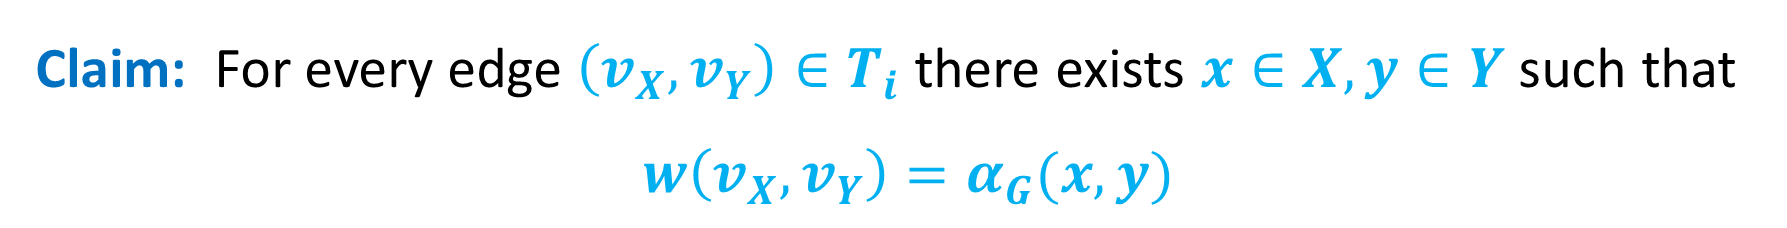 Claim: For every edge (v_X, v_Y) ∈ T_i there exists x ∈ X, y ∈ Y such that
w(v_X, v_Y) = α_G(x, y)